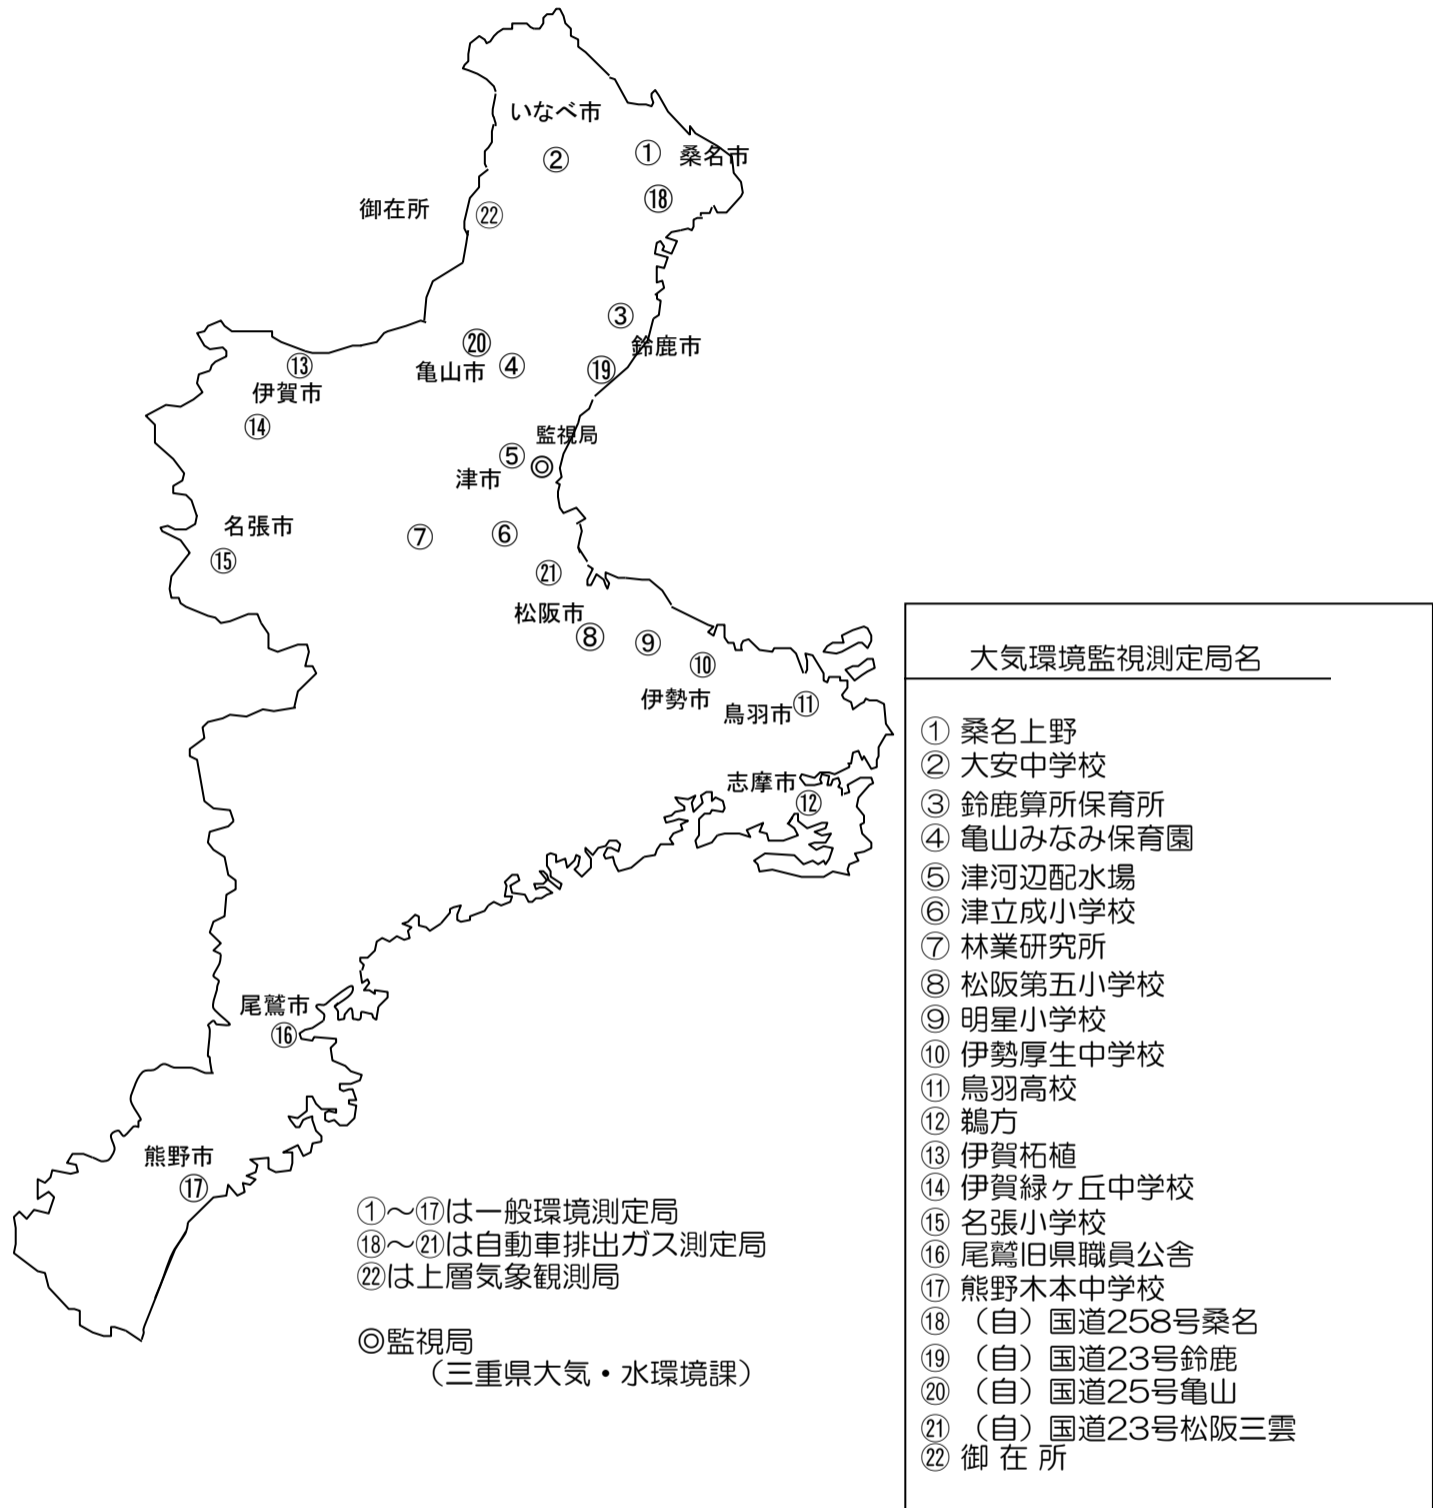 いなべ市
①
桑名市
②
⑱
御在所
㉒
③
鈴鹿市
⑳
亀山市
④
⑲
⑬
伊賀市
⑭
監視局
⑤
◎
津市
名張市
⑦
⑥
⑮
㉑
松阪市
⑧
⑨
⑩
伊勢市
鳥羽市
⑪
志摩市
⑫
尾鷲市
⑯
熊野市
⑰
①～⑰は一般環境測定局
⑱～㉑は自動車排出ガス測定局
㉒は上層気象観測局
◎監視局
（三重県大気・水環境課）
大気環境監視測定局名
① 桑名上野
② 大安中学校
③ 鈴鹿算所保育所
④ 亀山みなみ保育園
⑤ 津河辺配水場
⑥ 津立成小学校
⑦ 林業研究所
⑧ 松阪第五小学校
⑨ 明星小学校
⑩ 伊勢厚生中学校
⑪ 鳥羽高校
⑫ 鵜方
⑬ 伊賀柘植
⑭ 伊賀緑ヶ丘中学校
⑮ 名張小学校
⑯ 尾鷲旧県職員公舎
⑰ 熊野木本中学校
⑱ （自）国道258号桑名
⑲ （自）国道23号鈴鹿
⑳ （自）国道25号亀山
㉑ （自）国道23号松阪三雲
㉒ 御 在 所